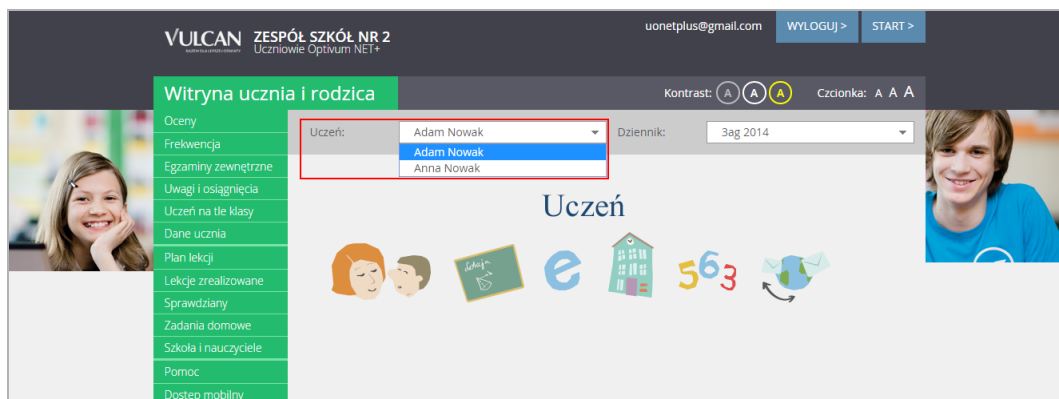 VULCAN
ZESPÓŁ SZKÓŁ NR 2
Uczniowie Optivum NET+
uonetplus@gmail.com
WYLOGUJ >
START >
Witryna ucznia i rodzica
Kontrast: A A A
Czcionka: A A A
Oceny
Frekwencja
Egzaminy zewnętrzne
Uwagi i osiągnięcia
Uczeń na tle klasy
Dane ucznia
Plan lekcji
Lekcje zrealizowane
Sprawdziany
Zadania domowe
Szkoła i nauczyciele
Pomoc
Dostęp mobilny
Uczeń: Adam Nowak
Adam Nowak
Anna Nowak
Dziennik: 3ag 2014
Uczeń
e
563